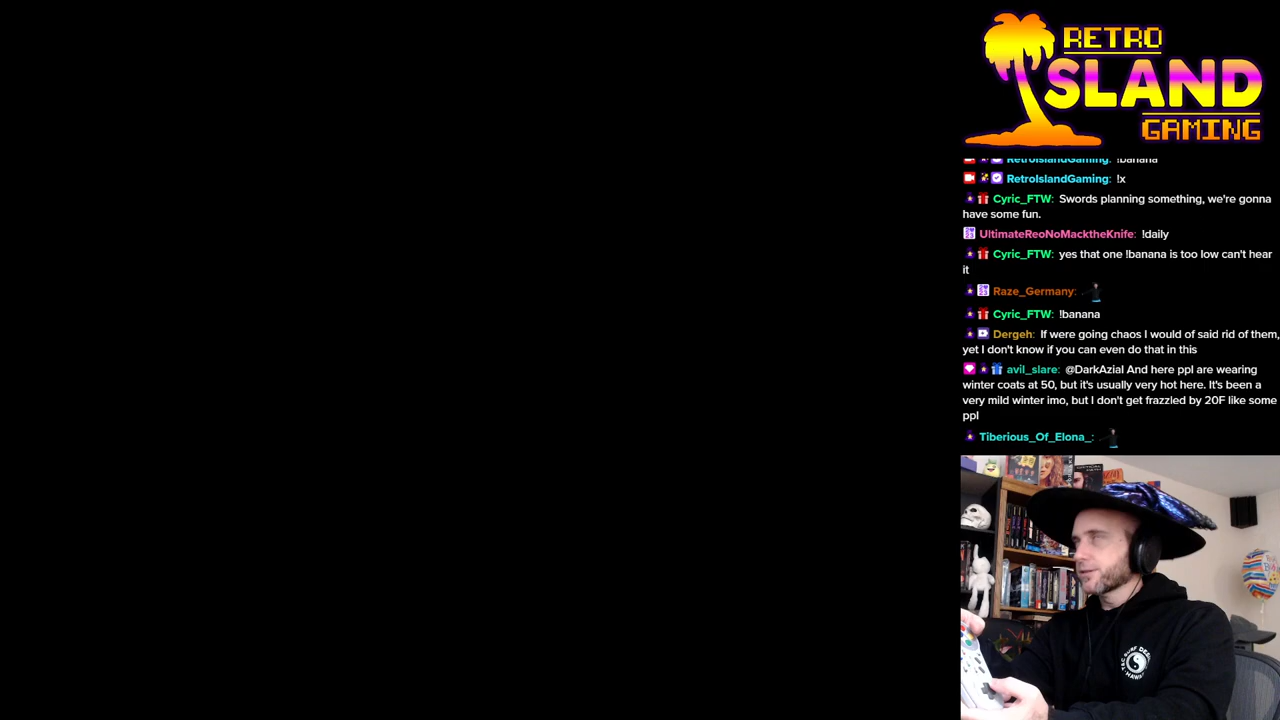 RETRO
ISLAND
GAMING
RetroIslandGaming: !banana
RetroIslandGaming: !x
Cyric_FTW: Swords planning something, we're gonna
have some fun.
UltimateReoNoMacktheKnife: !daily
Cyric_FTW: yes that one !banana is too low can't hear
it
Raze_Germany:
Cyric_FTW: !banana
Dergeh: If were going chaos I would of said rid of them,
yet I don't know if you can even do that in this
avil_slare: @DarkAzial And here ppl are wearing
winter coats at 50, but it's usually very hot here. It's been a
very mild winter imo, but I don't get frazzled by 20F like some
ppl
Tiberious_Of_Elona_: